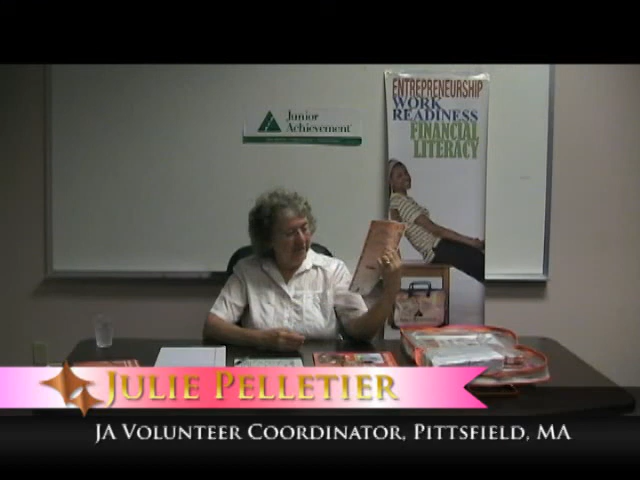 ENTREPRENEURSHIP
WORK
READINESS
FINANCIAL
LITERACY
Junior
Achievement
JULIE PELLETIER
JA VOLUNTEER COORDINATOR, PITTSFIELD, MA